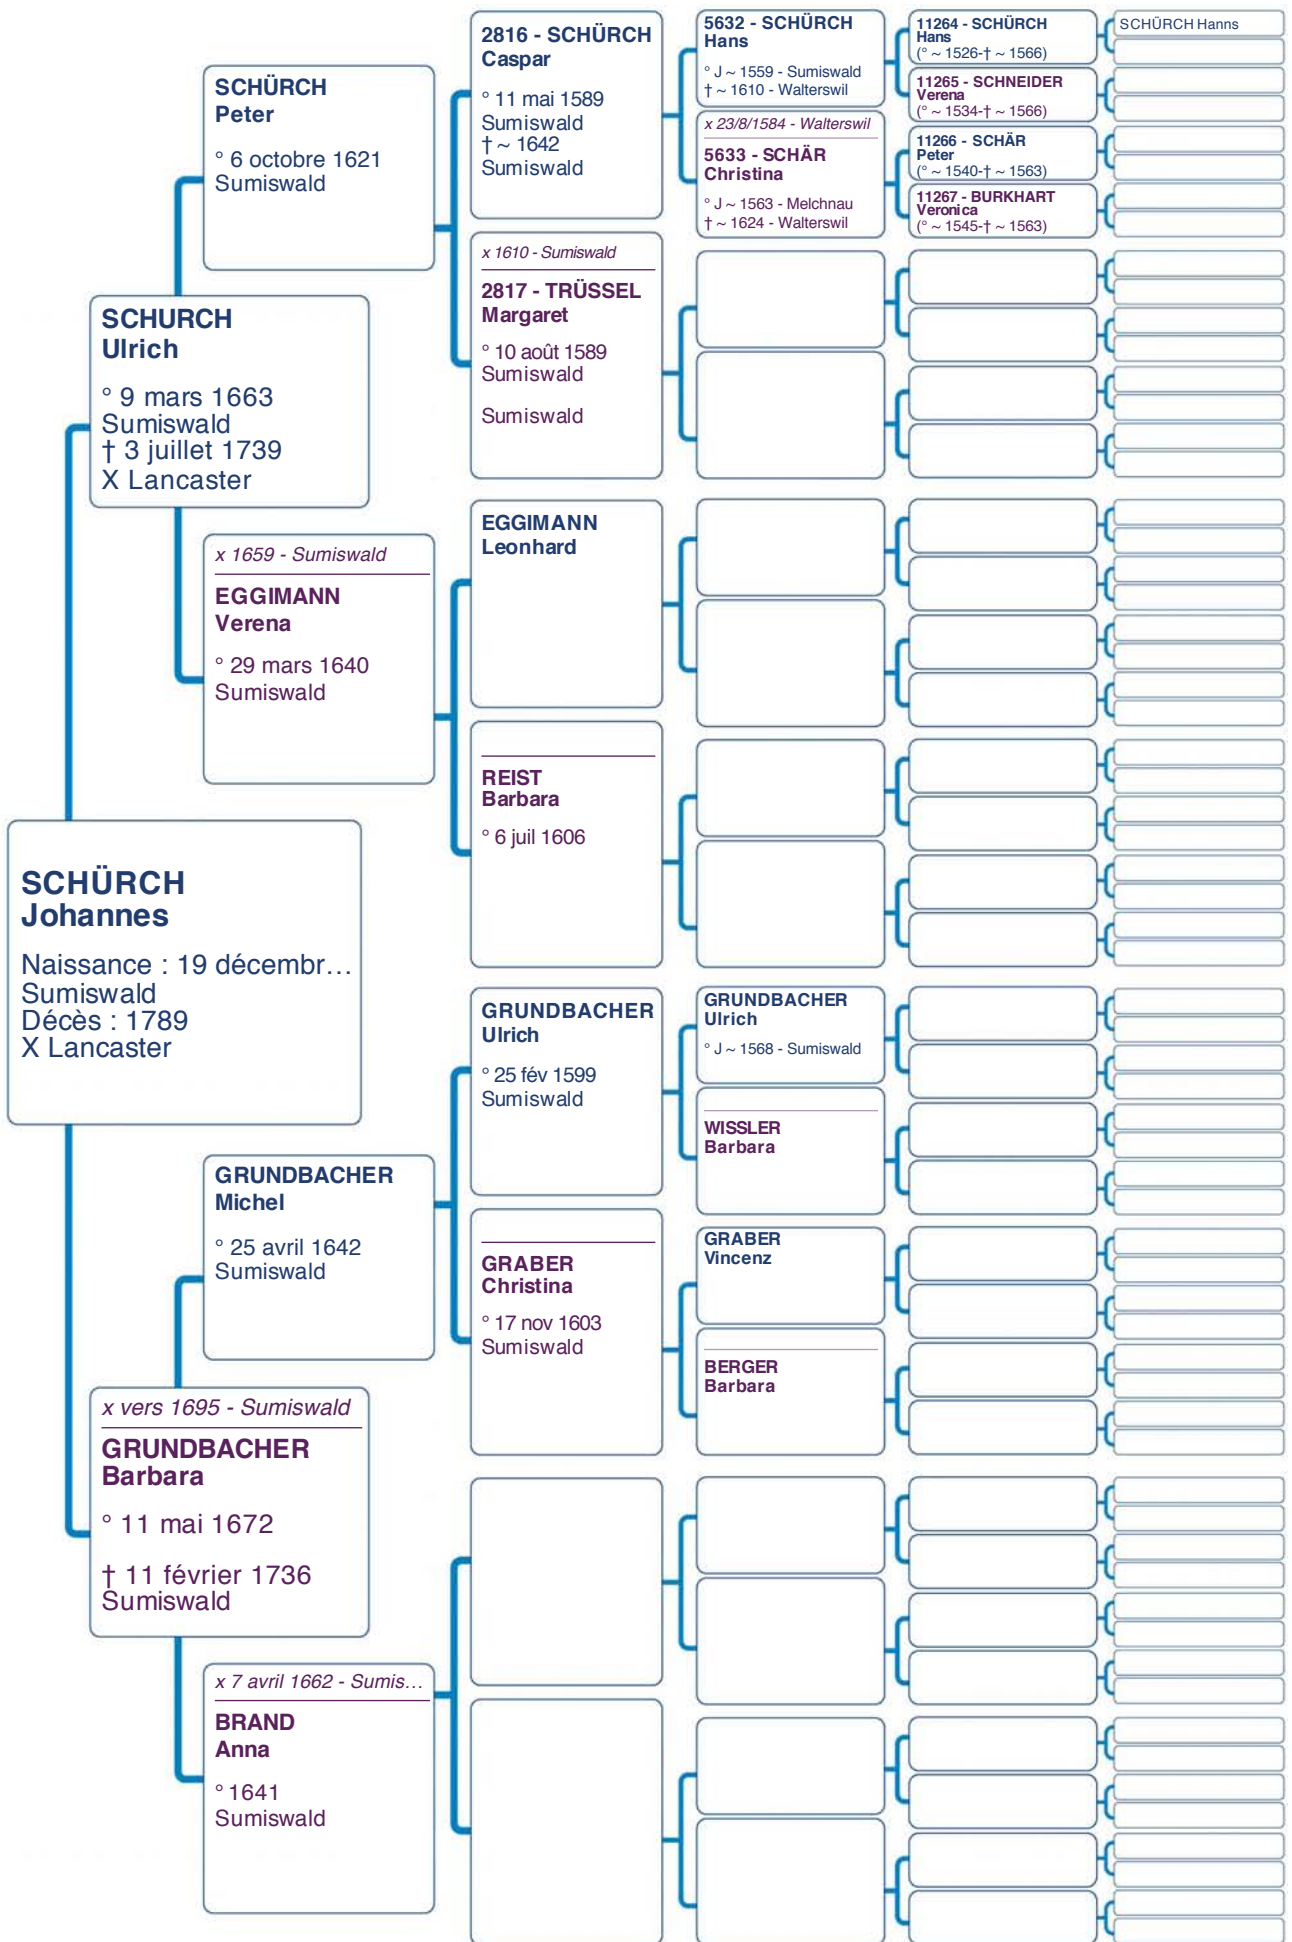 SCHÜRCH
Johannes
Naissance : 19 décembr…
Sumiswald
Décès : 1789
X Lancaster
SCHURCH
Ulrich
° 9 mars 1663
Sumiswald
† 3 juillet 1739
X Lancaster
x vers 1695 - Sumiswald
GRUNDBACHER
Barbara
° 11 mai 1672
† 11 février 1736
Sumiswald
SCHÜRCH
Peter
° 6 octobre 1621
Sumiswald
x 1659 - Sumiswald
EGGIMANN
Verena
° 29 mars 1640
Sumiswald
GRUNDBACHER
Michel
° 25 avril 1642
Sumiswald
x 7 avril 1662 - Sumis…
BRAND
Anna
° 1641
Sumiswald
2816 - SCHÜRCH
Caspar
° 11 mai 1589
Sumiswald
† ~ 1642
Sumiswald
x 1610 - Sumiswald
2817 - TRÜSSEL
Margaret
° 10 août 1589
Sumiswald
Sumiswald
EGGIMANN
Leonhard
REIST
Barbara
° 6 juil 1606
GRUNDBACHER
Ulrich
° 25 fév 1599
Sumiswald
GRABER
Christina
° 17 nov 1603
Sumiswald
5632 - SCHÜRCH
Hans
° J ~ 1559 - Sumiswald
† ~ 1610 - Walterswil
x 23/8/1584 - Walterswil
5633 - SCHÄR
Christina
° J ~ 1563 - Melchnau
† ~ 1624 - Walterswil
GRUNDBACHER
Ulrich
° J ~ 1568 - Sumiswald
WISSLER
Barbara
GRABER
Vincenz
BERGER
Barbara
11264 - SCHÜRCH
Hans
(° ~ 1526-† ~ 1566)
11265 - SCHNEIDER
Verena
(° ~ 1534-† ~ 1566)
11266 - SCHÄR
Peter
(° ~ 1540-† ~ 1563)
11267 - BURKHART
Veronica
(° ~ 1545-† ~ 1563)
SCHÜRCH Hanns